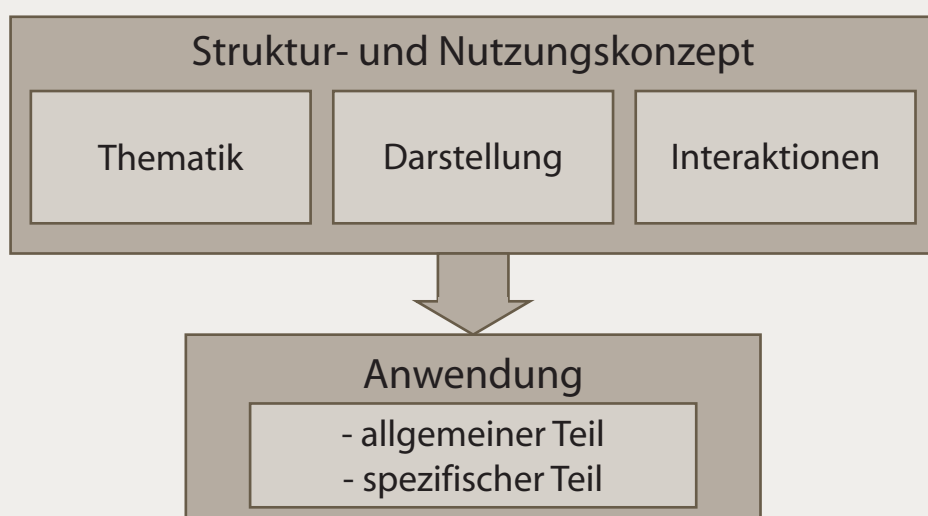 Struktur- und Nutzungskonzept
Thematik
Darstellung
Interaktionen
Anwendung
- allgemeiner Teil
- spezifischer Teil